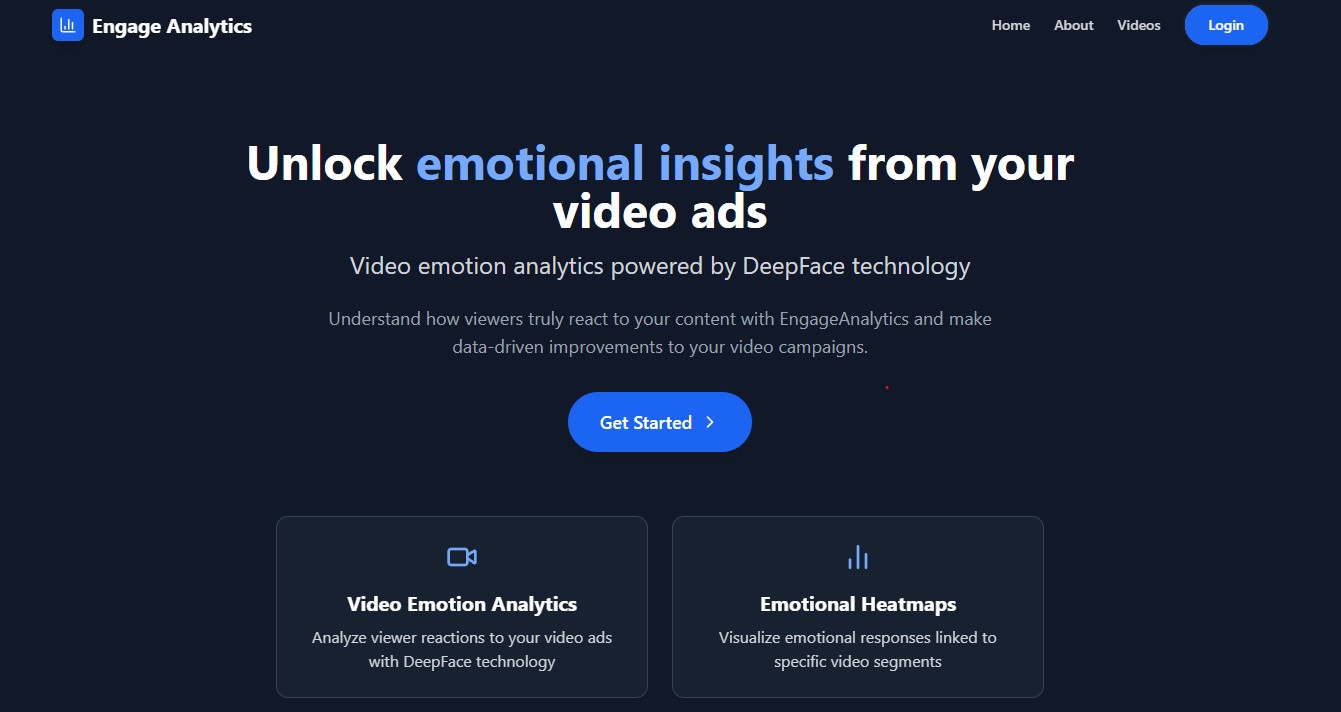 Engage Analytics
Home
About
Videos
Login
Unlock emotional insights from your
video ads
Video emotion analytics powered by DeepFace technology
Understand how viewers truly react to your content with EngageAnalytics and make
data-driven improvements to your video campaigns.
Get Started
Video Emotion Analytics
Analyze viewer reactions to your video ads
with DeepFace technology
Emotional Heatmaps
Visualize emotional responses linked to
specific video segments